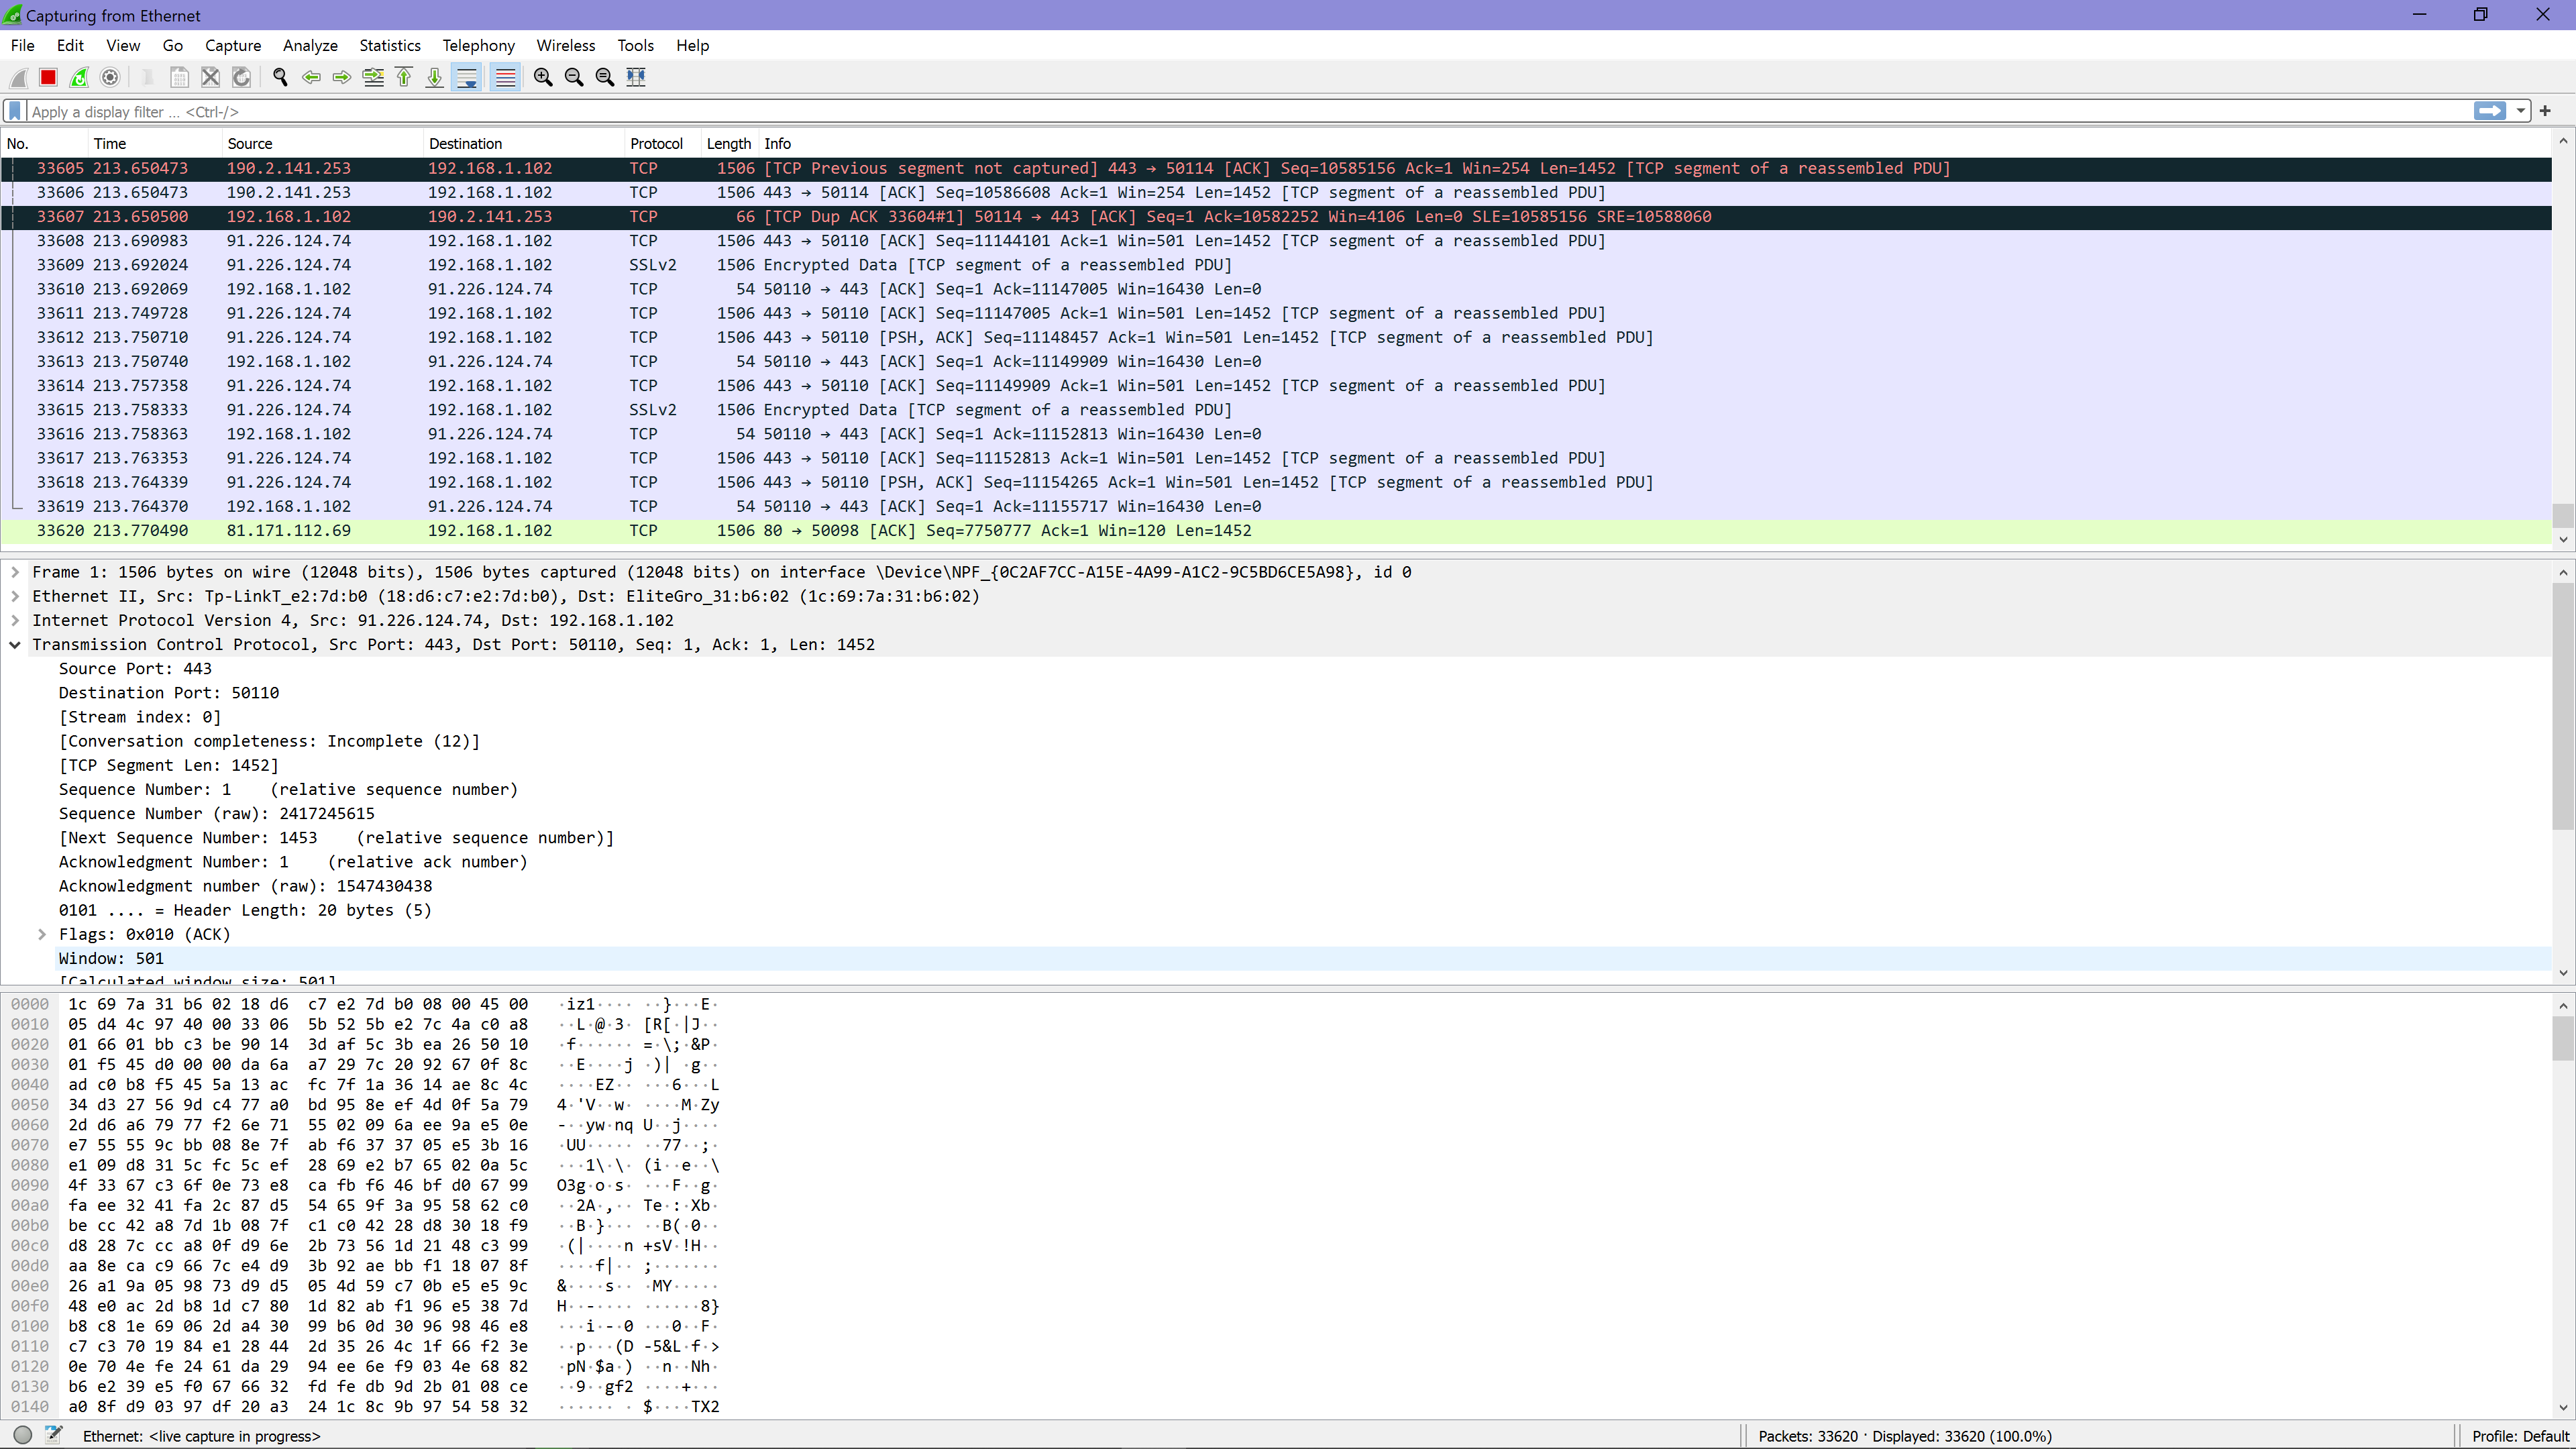 Capturing from Ethernet
File Edit View Go Capture Analyze Statistics Telephony Wireless Tools Help
Apply a display filter ... <Ctrl-/>
No. Time Source Destination Protocol Length Info
33605 213.650473 190.2.141.253 192.168.1.102 TCP 1506 [TCP Previous segment not captured] 443 → 50114 [ACK] Seq=10585156 Ack=1 Win=254 Len=1452 [TCP segment of a reassembled PDU]
33606 213.650473 190.2.141.253 192.168.1.102 TCP 1506 443 → 50114 [ACK] Seq=10586608 Ack=1 Win=254 Len=1452 [TCP segment of a reassembled PDU]
33607 213.650500 192.168.1.102 190.2.141.253 TCP 66 [TCP Dup ACK 33604#1] 50114 → 443 [ACK] Seq=1 Ack=10582252 Win=4106 Len=0 SLE=10585156 SRE=10588060
33608 213.690983 91.226.124.74 192.168.1.102 TCP 1506 443 → 50110 [ACK] Seq=11144101 Ack=1 Win=501 Len=1452 [TCP segment of a reassembled PDU]
33609 213.692024 91.226.124.74 192.168.1.102 SSLv2 1506 Encrypted Data [TCP segment of a reassembled PDU]
33610 213.692069 192.168.1.102 91.226.124.74 TCP 54 50110 → 443 [ACK] Seq=1 Ack=11147005 Win=16430 Len=0
33611 213.749728 91.226.124.74 192.168.1.102 TCP 1506 443 → 50110 [ACK] Seq=11147005 Ack=1 Win=501 Len=1452 [TCP segment of a reassembled PDU]
33612 213.750710 91.226.124.74 192.168.1.102 TCP 1506 443 → 50110 [PSH, ACK] Seq=11148457 Ack=1 Win=501 Len=1452 [TCP segment of a reassembled PDU]
33613 213.750740 192.168.1.102 91.226.124.74 TCP 54 50110 → 443 [ACK] Seq=1 Ack=11149909 Win=16430 Len=0
33614 213.757358 91.226.124.74 192.168.1.102 TCP 1506 443 → 50110 [ACK] Seq=11149909 Ack=1 Win=501 Len=1452 [TCP segment of a reassembled PDU]
33615 213.758333 91.226.124.74 192.168.1.102 SSLv2 1506 Encrypted Data [TCP segment of a reassembled PDU]
33616 213.758363 192.168.1.102 91.226.124.74 TCP 54 50110 → 443 [ACK] Seq=1 Ack=11152813 Win=16430 Len=0
33617 213.763353 91.226.124.74 192.168.1.102 TCP 1506 443 → 50110 [ACK] Seq=11152813 Ack=1 Win=501 Len=1452 [TCP segment of a reassembled PDU]
33618 213.764339 91.226.124.74 192.168.1.102 TCP 1506 443 → 50110 [PSH, ACK] Seq=11154265 Ack=1 Win=501 Len=1452 [TCP segment of a reassembled PDU]
33619 213.764370 192.168.1.102 91.226.124.74 TCP 54 50110 → 443 [ACK] Seq=1 Ack=11155717 Win=16430 Len=0
33620 213.770490 81.171.112.69 192.168.1.102 TCP 1506 80 → 50098 [ACK] Seq=7750777 Ack=1 Win=120 Len=1452
Frame 1: 1506 bytes on wire (12048 bits), 1506 bytes captured (12048 bits) on interface \Device\NPF_{0C2AF7CC-A15E-4A99-A1C2-9C5BD6CE5A98}, id 0
Ethernet II, Src: Tp-LinkT_e2:7d:b0 (18:d6:c7:e2:7d:b0), Dst: EliteGro_31:b6:02 (1c:69:7a:31:b6:02)
Internet Protocol Version 4, Src: 91.226.124.74, Dst: 192.168.1.102
Transmission Control Protocol, Src Port: 443, Dst Port: 50110, Seq: 1, Ack: 1, Len: 1452
Source Port: 443
Destination Port: 50110
[Stream index: 0]
[Conversation completeness: Incomplete (12)]
[TCP Segment Len: 1452]
Sequence Number: 1 (relative sequence number)
Sequence Number (raw): 2417245615
[Next Sequence Number: 1453 (relative sequence number)]
Acknowledgment Number: 1 (relative ack number)
Acknowledgment number (raw): 1547430438
0101 .... = Header Length: 20 bytes (5)
Flags: 0x010 (ACK)
Window: 501
[Calculated window size: 501]
0000 1c 69 7a 31 b6 02 18 d6 c7 e2 7d b0 08 00 45 00 ·iz1···· ··}···E·
0010 05 d4 4c 97 40 00 33 06 5b 52 5b e2 7c 4a c0 a8 ··L·@·3· [R[·|J··
0020 01 66 01 bb c3 be 90 14 3d af 5c 3b ea 26 50 10 ·f······ =·\;·&P·
0030 01 f5 45 d0 00 00 da 6a a7 29 7c 20 92 67 0f 8c ··E····j ·)| ·g··
0040 ad c0 b8 f5 45 5a 13 ac fc 7f 1a 36 14 ae 8c 4c ····EZ·· ···6···L
0050 34 d3 27 56 9d c4 77 a0 bd 95 8e ef 4d 0f 5a 79 4·'V··w· ····M·Zy
0060 2d d6 a6 79 77 f2 6e 71 55 02 09 6a ee 9a e5 0e -··yw·nq U··j····
0070 e7 55 55 9c bb 08 8e 7f ab f6 37 37 05 e5 3b 16 ·UU····· ··77··;·
0080 e1 09 d8 31 5c fc 5c ef 28 69 e2 b7 65 02 0a 5c ···1\·\· (i··e··\
0090 4f 33 67 c3 6f 0e 73 e8 ca fb f6 46 bf d0 67 99 O3g·o·s· ···F··g·
00a0 fa ee 32 41 fa 2c 87 d5 54 65 9f 3a 95 58 62 c0 ··2A·,·· Te·:·Xb·
00b0 be cc 42 a8 7d 1b 08 7f c1 c0 42 28 d8 30 18 f9 ··B·}··· ··B(·0··
00c0 d8 28 7c cc a8 0f d9 6e 2b 73 56 1d 21 48 c3 99 ·(|····n +sV·!H··
00d0 aa 8e ca c9 66 7c e4 d9 3b 92 ae bb f1 18 07 8f ····f|·· ;·······
00e0 26 a1 9a 05 98 73 d9 d5 05 4d 59 c7 0b e5 e5 9c &····s·· ·MY·····
00f0 48 e0 ac 2d b8 1d c7 80 1d 82 ab f1 96 e5 38 7d H··-···· ······8}
0100 b8 c8 1e 69 06 2d a4 30 99 b6 0d 30 96 98 46 e8 ···i·-·0 ···0··F·
0110 c7 c3 70 19 84 e1 28 44 2d 35 26 4c 1f 66 f2 3e ··p···(D -5&L·f·>
0120 0e 70 4e fe 24 61 da 29 94 ee 6e f9 03 4e 68 82 ·pN·$a·) ··n··Nh·
0130 b6 e2 39 e5 f0 67 66 32 fd fe db 9d 2b 01 08 ce ··9··gf2 ····+···
0140 a0 8f d9 03 97 df 20 a3 24 1c 8c 9b 97 54 58 32 ······ · $····TX2
Ethernet: <live capture in progress> Packets: 33620 · Displayed: 33620 (100.0%) Profile: Default